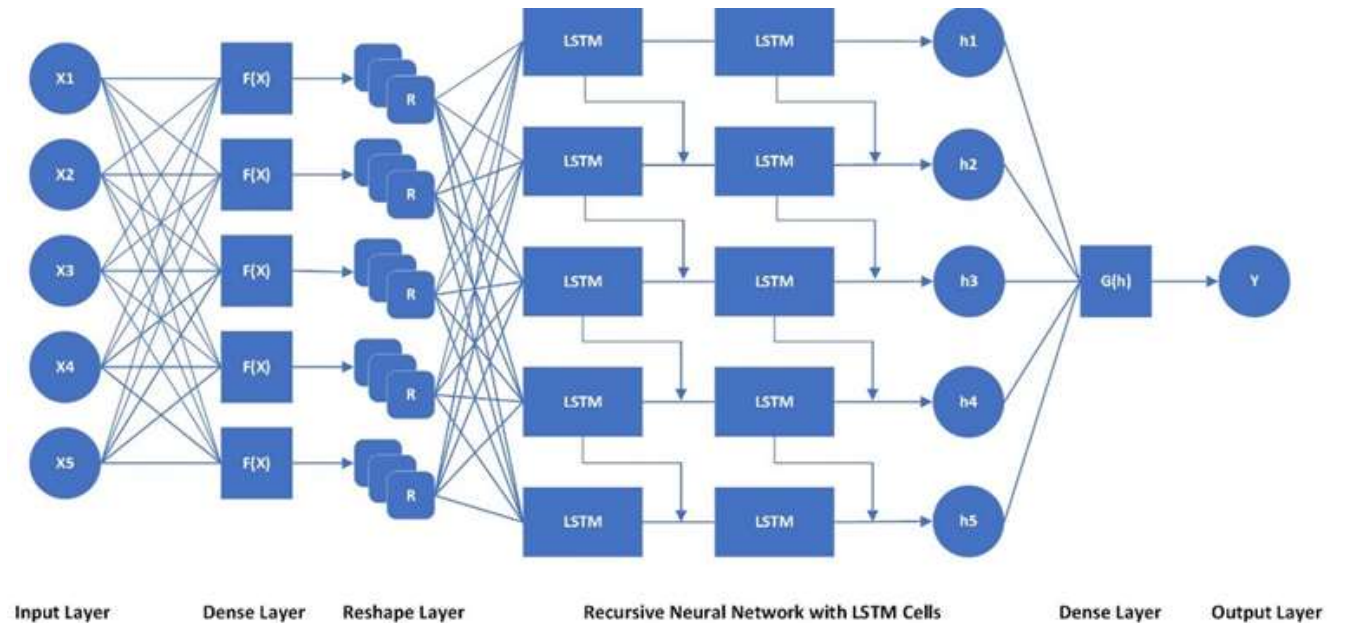 LSTM LSTM h1
X1 F(X) R
LSTM LSTM h2
X2 F(X) R
X3 F(X) R LSTM LSTM h3 G(h) Y
X4 F(X) R LSTM LSTM h4
X5 F(X) R
LSTM LSTM h5
Input Layer Dense Layer Reshape Layer Recursive Neural Network with LSTM Cells Dense Layer Output Layer